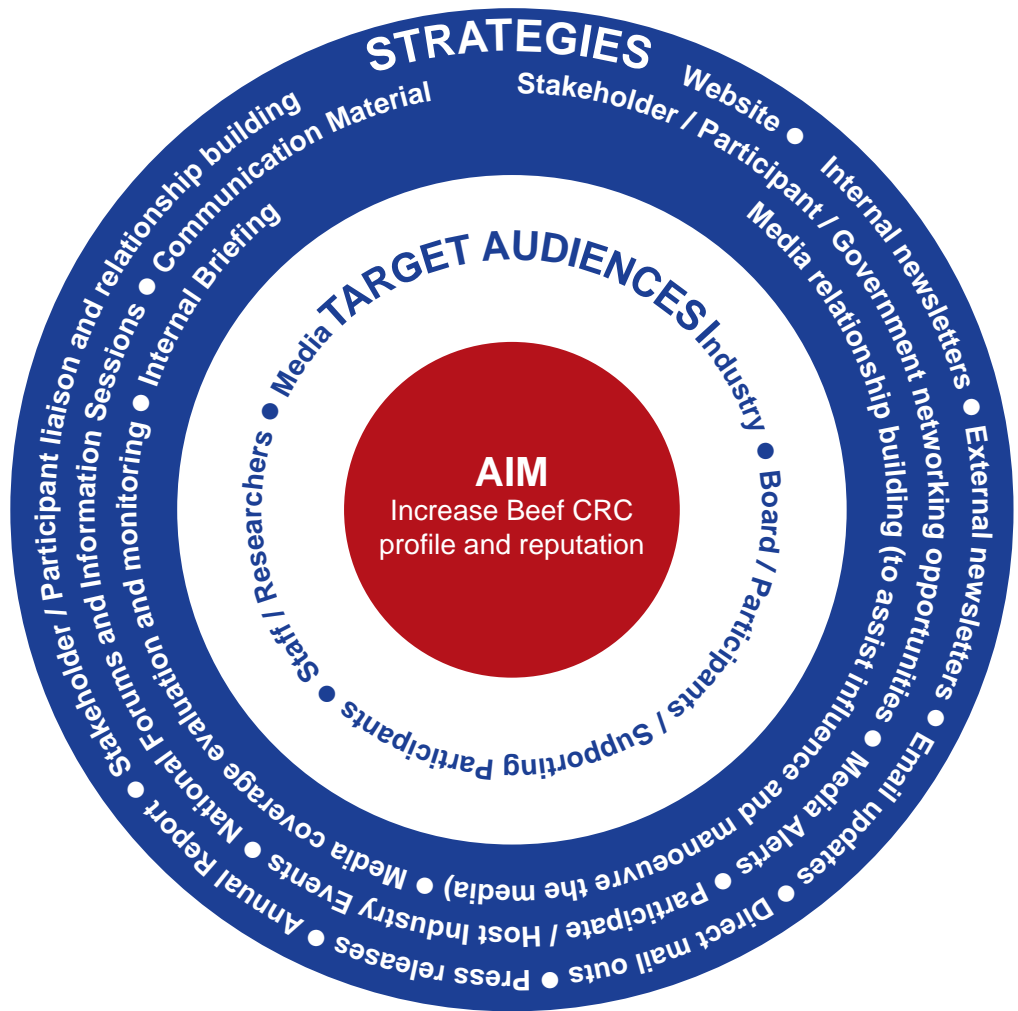 STRATEGIES
Website ● Internal newsletters ● External newsletters ● Email updates ● Direct mail outs ● Press releases ● Annual Report ● Stakeholder / Participant liaison and relationship building
Stakeholder / Participant / Government networking opportunities ● Media Alerts ● Participate / Host Industry Events ● National Forums and Information Sessions ● Communication Material
Media relationship building (to assist influence and manoeuvre the media) ● Media coverage evaluation and monitoring ● Internal Briefing
TARGET AUDIENCES
Industry ● Board / Participants / Supporting Participants ● Staff / Researchers ● Media
AIM
Increase Beef CRC
profile and reputation